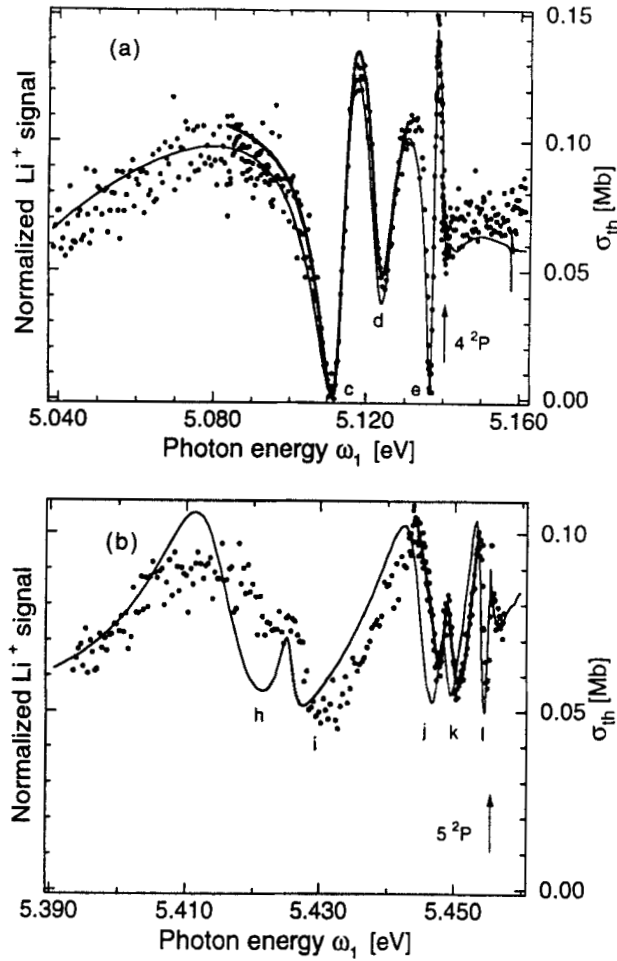 (a)
Normalized Li⁺ signal
0.15
0.10
0.05
0.00
σth [Mb]
c
d
e
4 ²P
5.040
5.080
5.120
5.160
Photon energy ω₁ [eV]
(b)
Normalized Li⁺ signal
0.10
0.05
0.00
σth [Mb]
h
i
j
k
l
5 ²P
5.390
5.410
5.430
5.450
Photon energy ω₁ [eV]